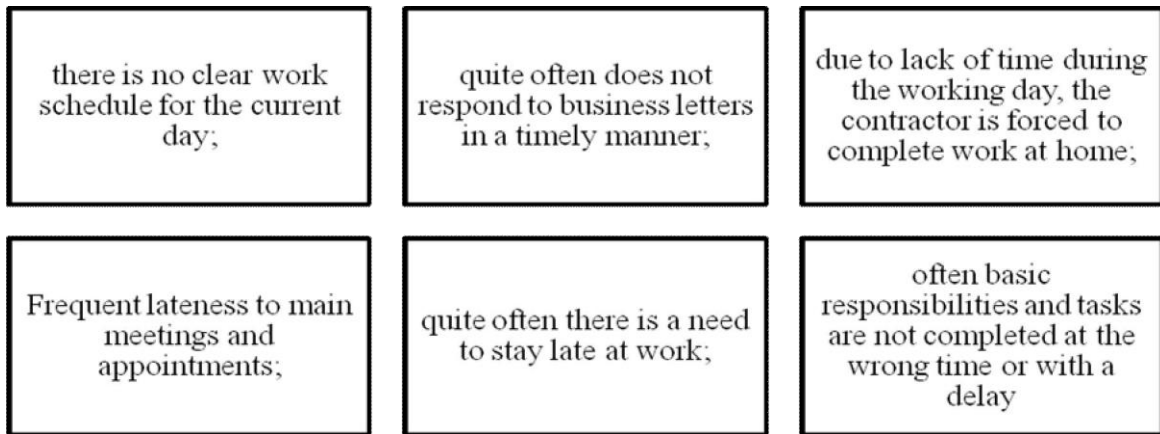 there is no clear work
schedule for the current
day;
quite often does not
respond to business letters
in a timely manner;
due to lack of time during
the working day, the
contractor is forced to
complete work at home;
Frequent lateness to main
meetings and
appointments;
quite often there is a need
to stay late at work;
often basic
responsibilities and tasks
are not completed at the
wrong time or with a
delay